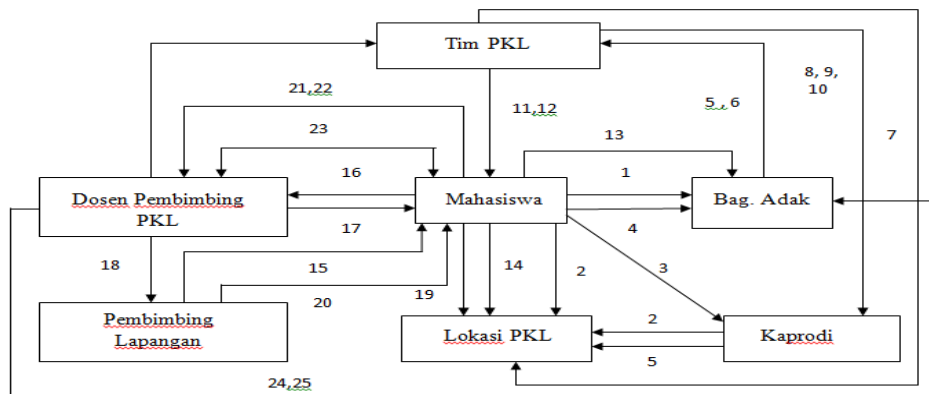 Tim PKL
8, 9,
10
21,22
11,12
5 , 6
7
23
13
16
1
Dosen Pembimbing
PKL
Mahasiswa
Bag. Adak
17
4
18
15
14
2
3
20
19
Pembimbing
Lapangan
Lokasi PKL
2
Kaprodi
5
24,25